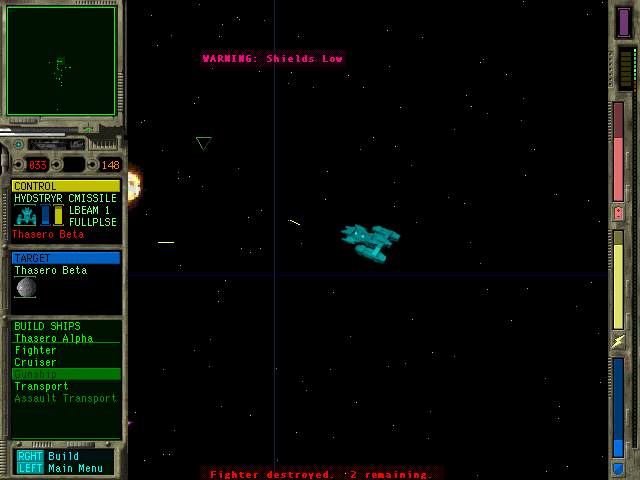 WARNING: Shields Low
033 148
CONTROL
HVDSTRYR CMISSILE
LBEAM 1
FULLPLSE
Thasero Beta
TARGET
Thasero Beta
BUILD SHIPS
Thasero Alpha
Fighter
Cruiser
Gunship
Transport
Assault Transport
RGHT Build
LEFT Main Menu
Fighter destroyed. 2 remaining.